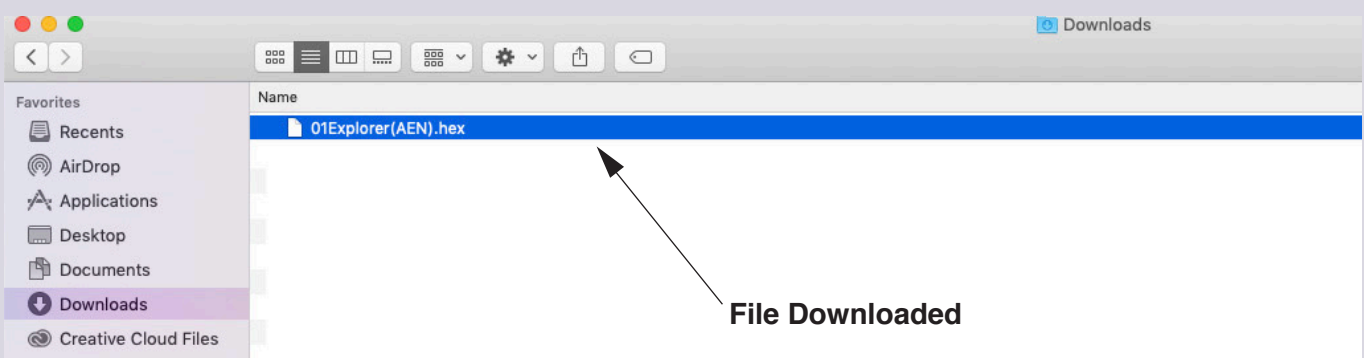 Downloads
Favorites
Name
Recents
01Explorer(AEN).hex
AirDrop
Applications
Desktop
Documents
Downloads
File Downloaded
Creative Cloud Files